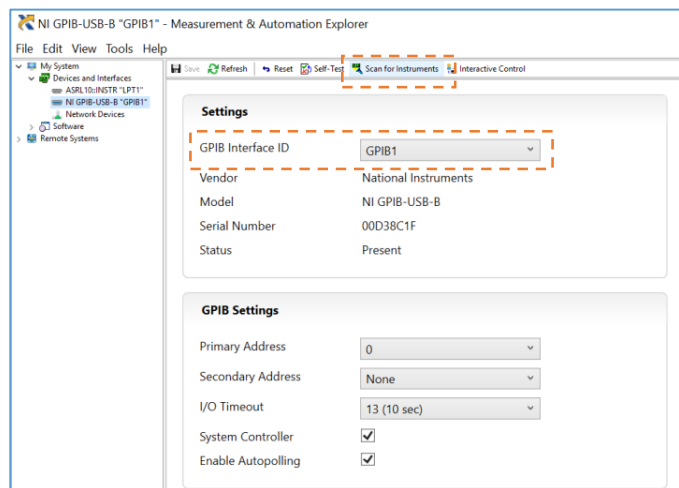 NI GPIB-USB-B "GPIB1" - Measurement & Automation Explorer
File Edit View Tools Help
My System
Devices and Interfaces
ASRL10::INSTR "LPT1"
NI GPIB-USB-B "GPIB1"
Network Devices
Software
Remote Systems
Save Refresh Reset Self-Test Scan for Instruments Interactive Control
Settings
GPIB Interface ID GPIB1
Vendor National Instruments
Model NI GPIB-USB-B
Serial Number 00D38C1F
Status Present
GPIB Settings
Primary Address 0
Secondary Address None
I/O Timeout 13 (10 sec)
System Controller
Enable Autopolling